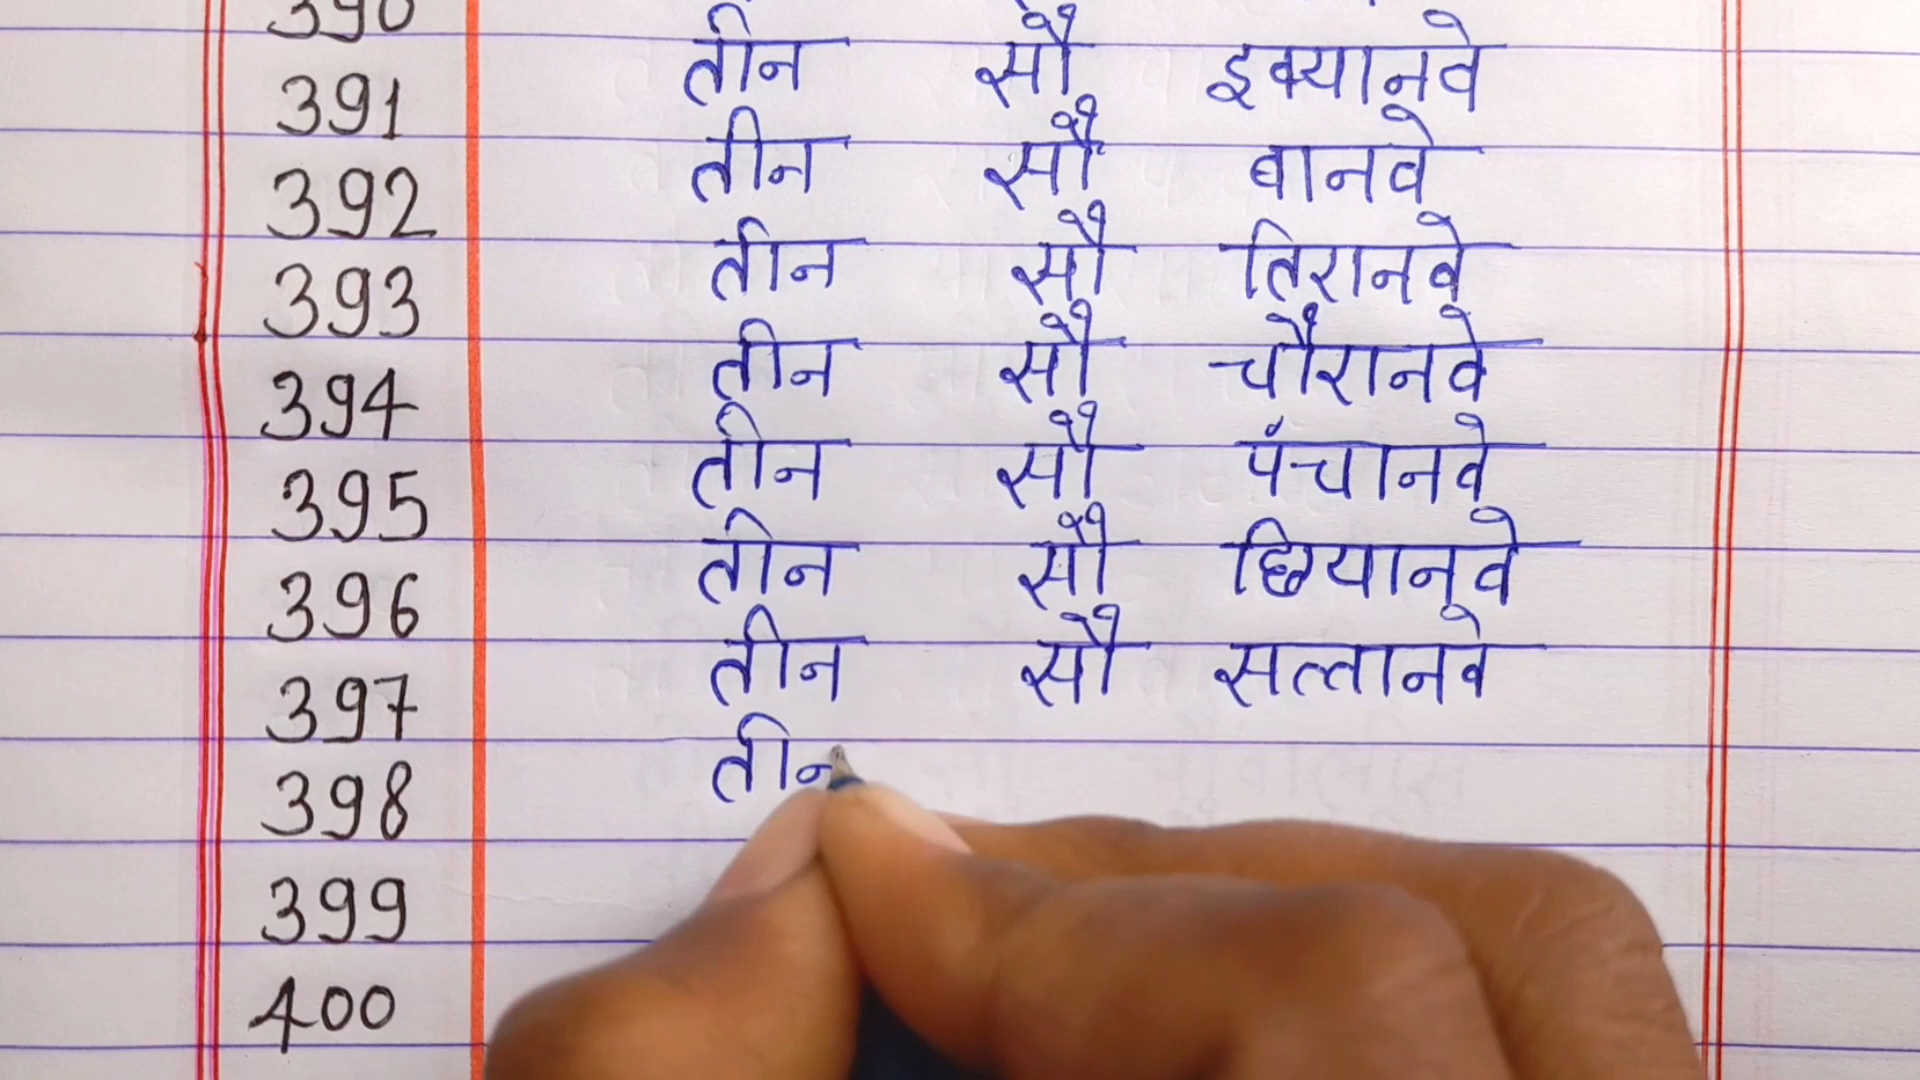 390
391 तीन सौ इक्यानवे
392 तीन सौ बानवे
393 तीन सौ तिरानवे
394 तीन सौ चौरानवे
395 तीन सौ पंचानवे
396 तीन सौ छियानवे
397 तीन सौ सत्तानवे
398 तीन
399
400